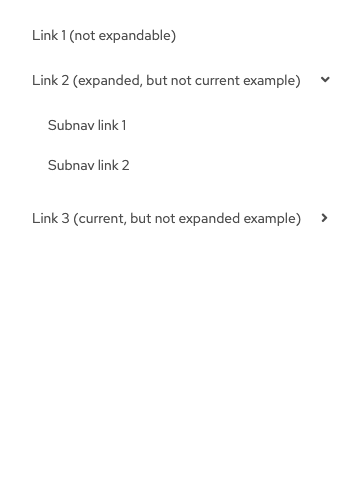 Link 1 (not expandable)
Link 2 (expanded, but not current example)
Subnav link 1
Subnav link 2
Link 3 (current, but not expanded example)